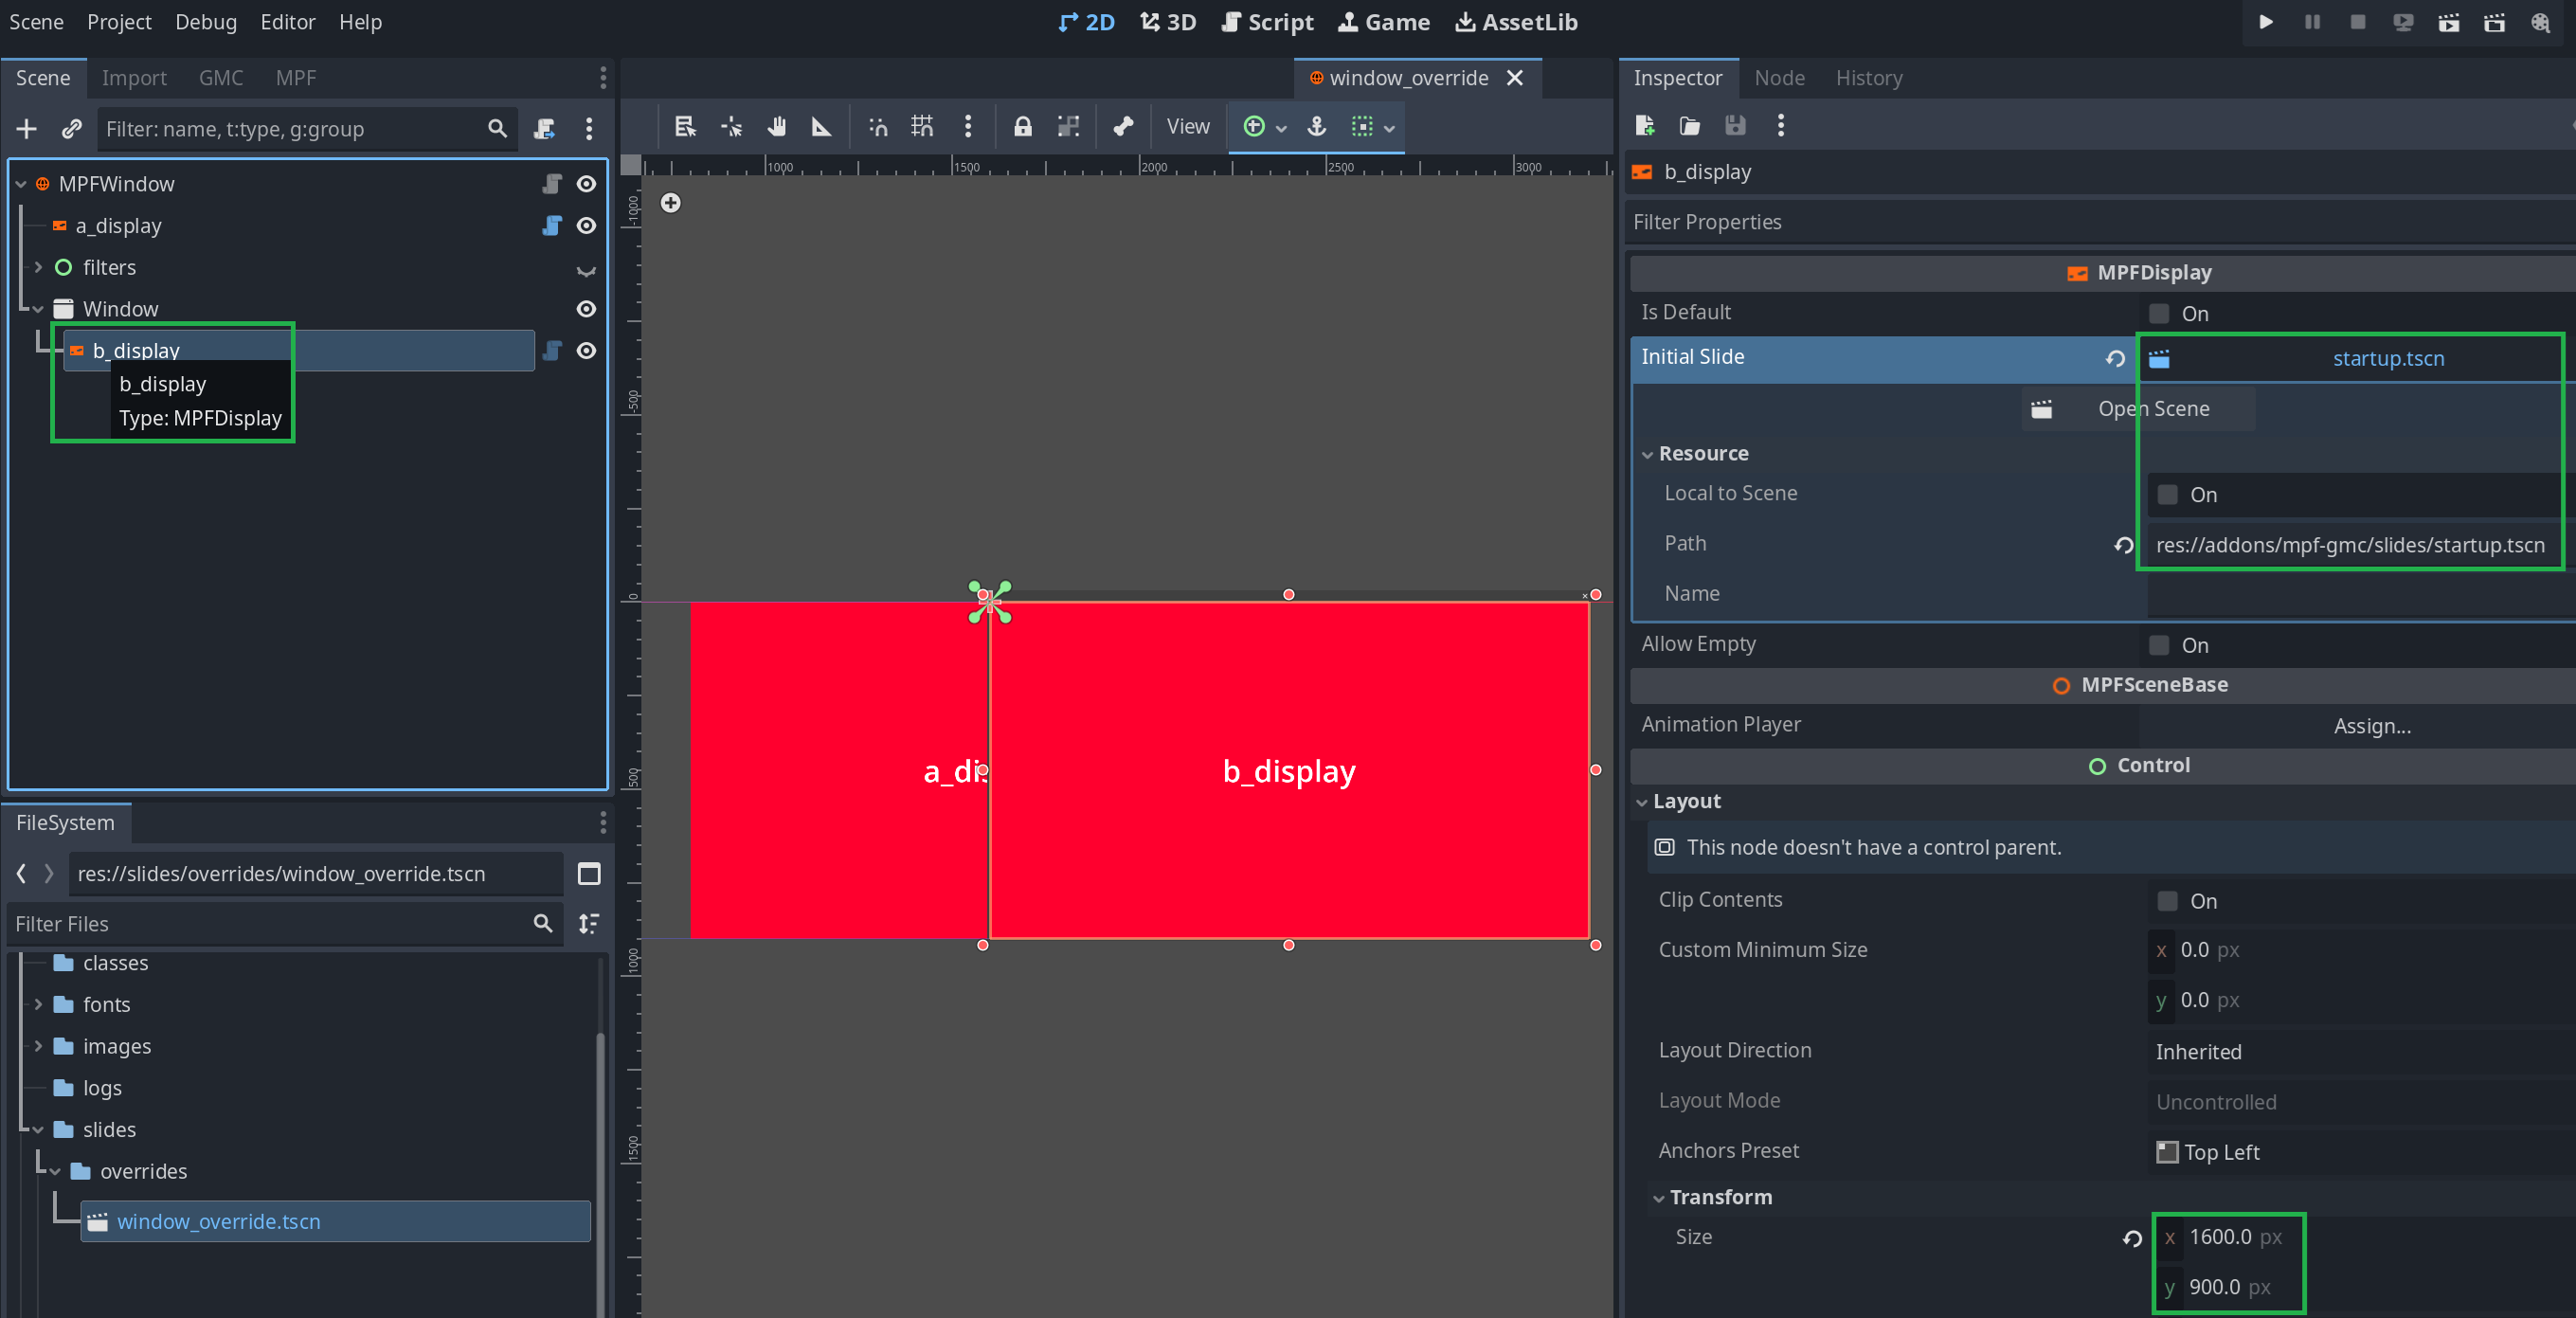 Scene Project Debug Editor Help
2D 3D Script Game AssetLib
Scene Import GMC MPF
Filter: name, t:type, g:group
MPFWindow
a_display
filters
Window
b_display
b_display
Type: MPFDisplay
FileSystem
res://slides/overrides/window_override.tscn
Filter Files
classes
fonts
images
logs
slides
overrides
window_override.tscn
window_override
View
1000 1500 2000 2500 3000
-1000
-500
0
500
1000
1500
a_dis
b_display
Inspector Node History
b_display
Filter Properties
MPFDisplay
Is Default On
Initial Slide startup.tscn
Open Scene
Resource
Local to Scene On
Path res://addons/mpf-gmc/slides/startup.tscn
Name
Allow Empty On
MPFSceneBase
Animation Player Assign...
Control
Layout
This node doesn't have a control parent.
Clip Contents On
Custom Minimum Size x 0.0 px
y 0.0 px
Layout Direction Inherited
Layout Mode Uncontrolled
Anchors Preset Top Left
Transform
Size x 1600.0 px
y 900.0 px